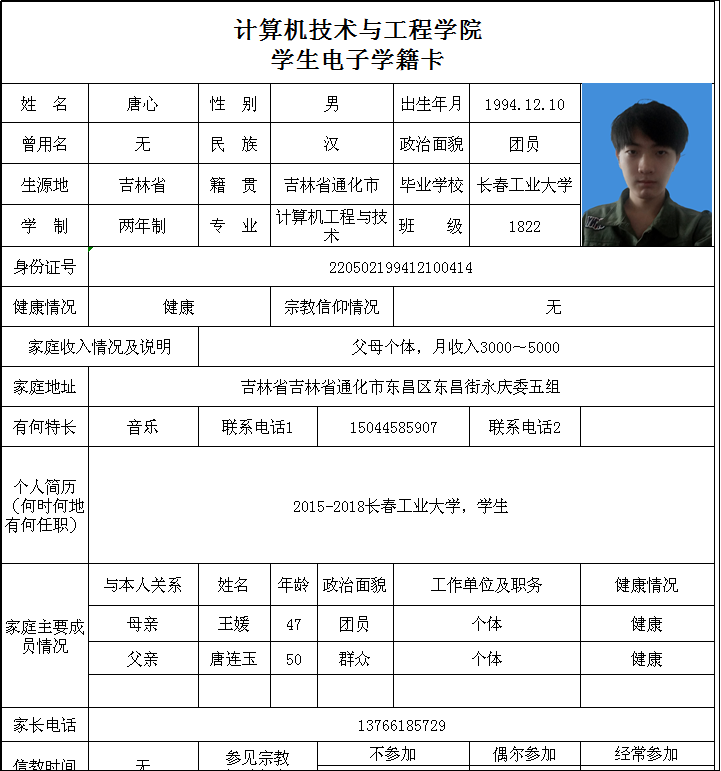 计算机技术与工程学院
学生电子学籍卡
姓 名 唐心 性 别 男 出生年月 1994.12.10
曾用名 无 民 族 汉 政治面貌 团员
生源地 吉林省 籍 贯 吉林省通化市 毕业学校 长春工业大学
学 制 两年制 专 业 计算机工程与技术 班 级 1822
身份证号 220502199412100414
健康情况 健康 宗教信仰情况 无
家庭收入情况及说明 父母个体，月收入3000～5000
家庭地址 吉林省吉林省通化市东昌区东昌街永庆委五组
有何特长 音乐 联系电话1 15044585907 联系电话2
个人简历
（何时何地
有何任职） 2015-2018长春工业大学，学生
家庭主要成
员情况
与本人关系 姓名 年龄 政治面貌 工作单位及职务 健康情况
母亲 王媛 47 团员 个体 健康
父亲 唐连玉 50 群众 个体 健康
家长电话 13766185729
信教时间 无 参见宗教 不参加 偶尔参加 经常参加